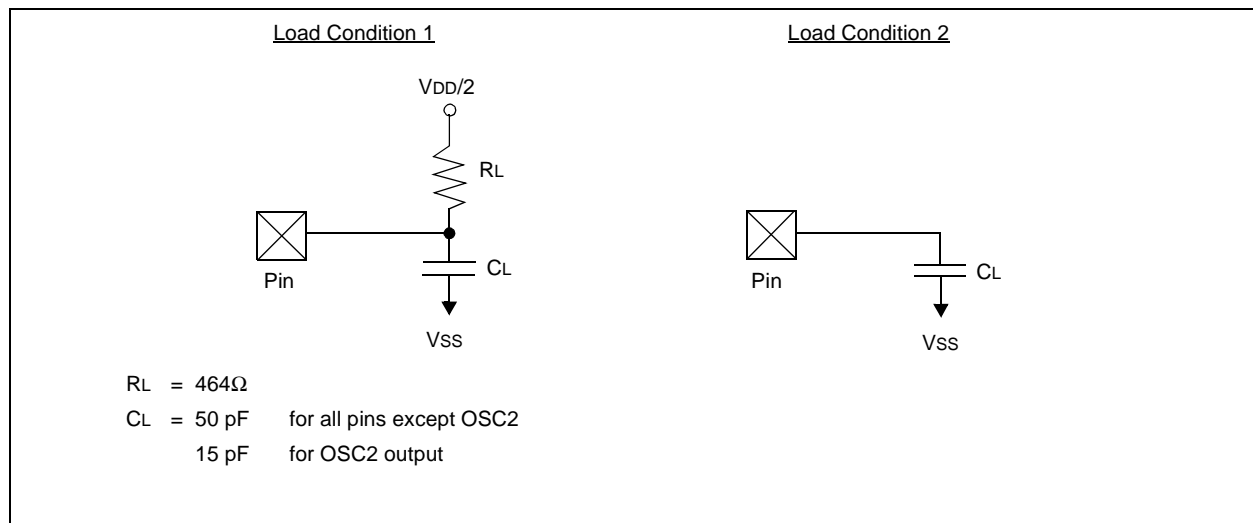 Load Condition 1
Load Condition 2
VDD/2
RL
Pin
CL
VSS
Pin
CL
VSS
RL = 464Ω
CL = 50 pF for all pins except OSC2
15 pF for OSC2 output